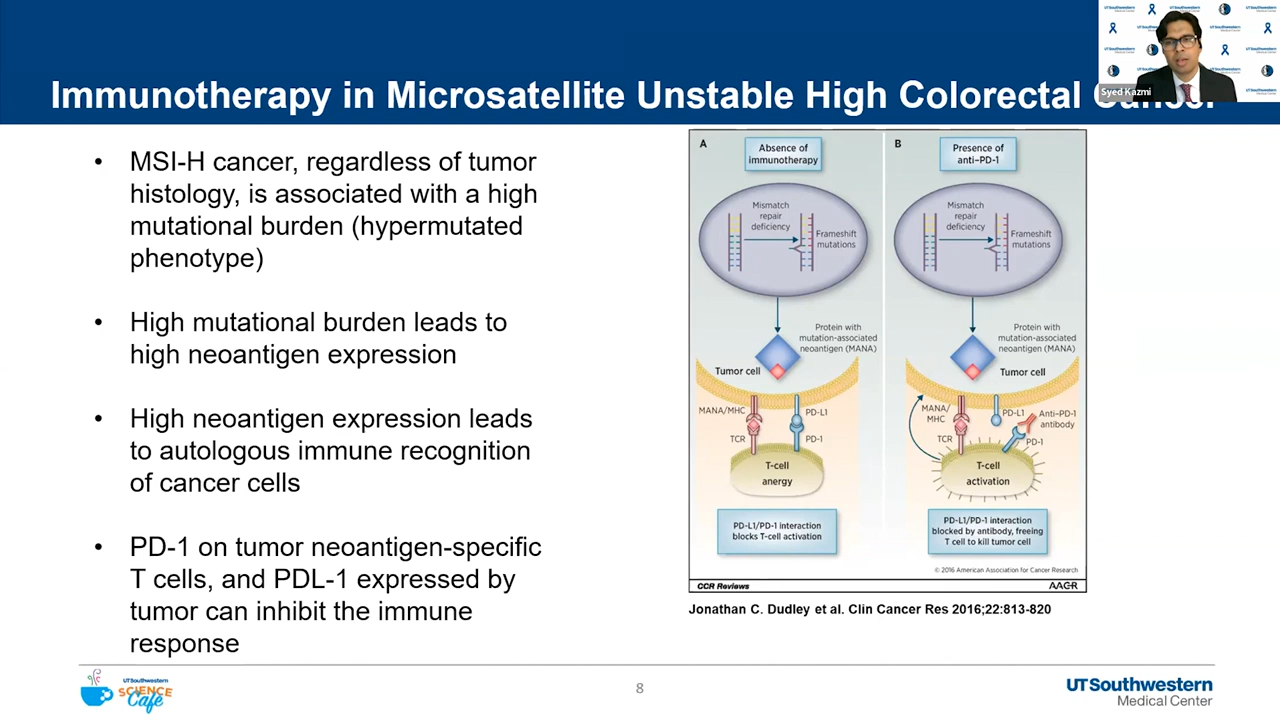 Immunotherapy in Microsatellite Unstable High Colorectal Cancer
UTSouthwestern
Medical Center
Syed Kazmi
• MSI-H cancer, regardless of tumor
histology, is associated with a high
mutational burden (hypermutated
phenotype)
• High mutational burden leads to
high neoantigen expression
• High neoantigen expression leads
to autologous immune recognition
of cancer cells
• PD-1 on tumor neoantigen-specific
T cells, and PDL-1 expressed by
tumor can inhibit the immune
response
A
Absence of
immunotherapy
Mismatch
repair
deficiency
Frameshift
mutations
Protein with
mutation-associated
neoantigen (MANA)
Tumor cell
MANA/MHC
PD-L1
TCR
PD-1
T-cell
anergy
PD-L1/PD-1 interaction
blocks T-cell activation
B
Presence of
anti–PD-1
Mismatch
repair
deficiency
Frameshift
mutations
Protein with
mutation-associated
neoantigen (MANA)
Tumor cell
MANA/
MHC
PD-L1
Anti–PD-1
antibody
TCR
PD-1
T-cell
activation
PD-L1/PD-1 interaction
blocked by antibody, freeing
T cell to kill tumor cell
© 2016 American Association for Cancer Research
CCR Reviews
AACR
Jonathan C. Dudley et al. Clin Cancer Res 2016;22:813-820
UTSouthwestern
SCIENCE
Café
8
UTSouthwestern
Medical Center